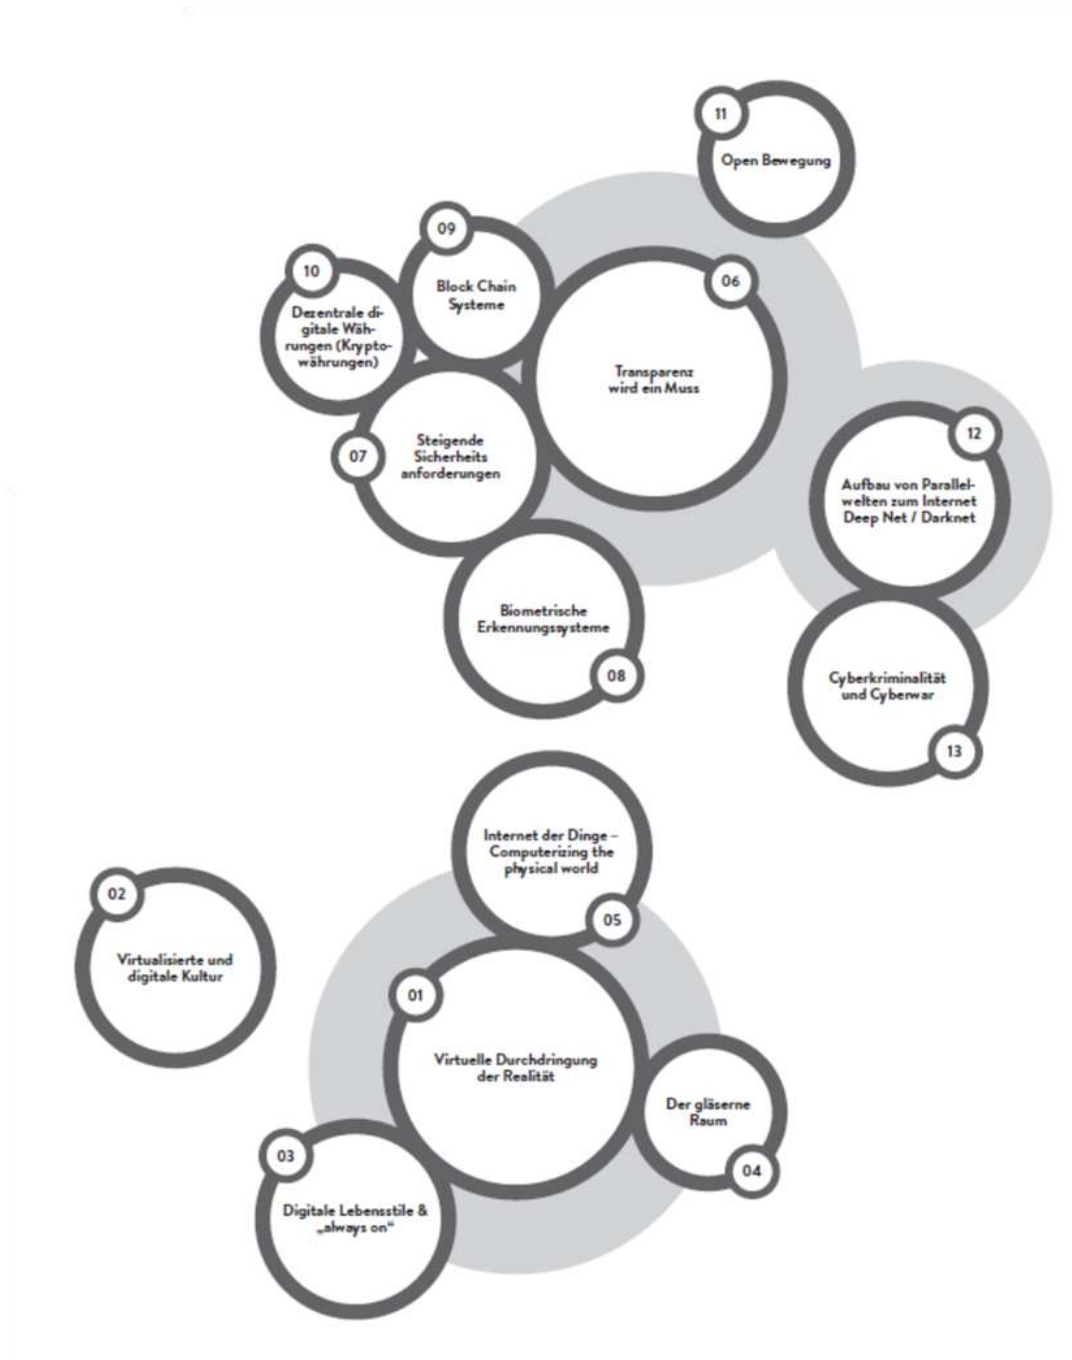 11
Open Bewegung
09
Block Chain
Systeme
10
Dezentrale di-
gitale Wäh-
rungen (Krypto-
währungen)
06
Transparenz
wird ein Muss
07
Steigende
Sicherheits
anforderungen
12
Aufbau von Parallel-
welten zum Internet
Deep Net / Darknet
Biometrische
Erkennungssysteme
08
Cyberkriminalität
und Cyberwar
13
Internet der Dinge –
Computerizing the
physical world
05
02
Virtualisierte und
digitale Kultur
01
Virtuelle Durchdringung
der Realität
Der gläserne
Raum
04
03
Digitale Lebensstile &
„always on“